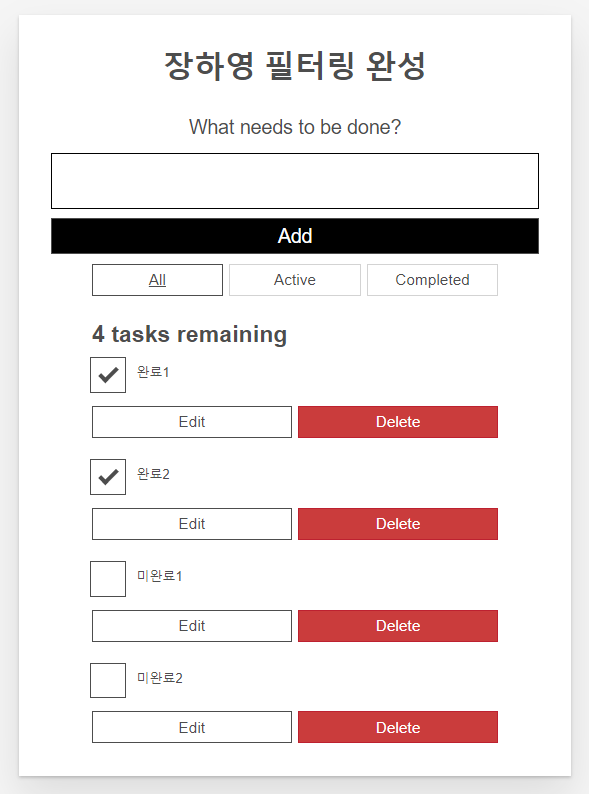 장하영 필터링 완성
What needs to be done?
Add
All Active Completed
4 tasks remaining
완료1
Edit Delete
완료2
Edit Delete
미완료1
Edit Delete
미완료2
Edit Delete